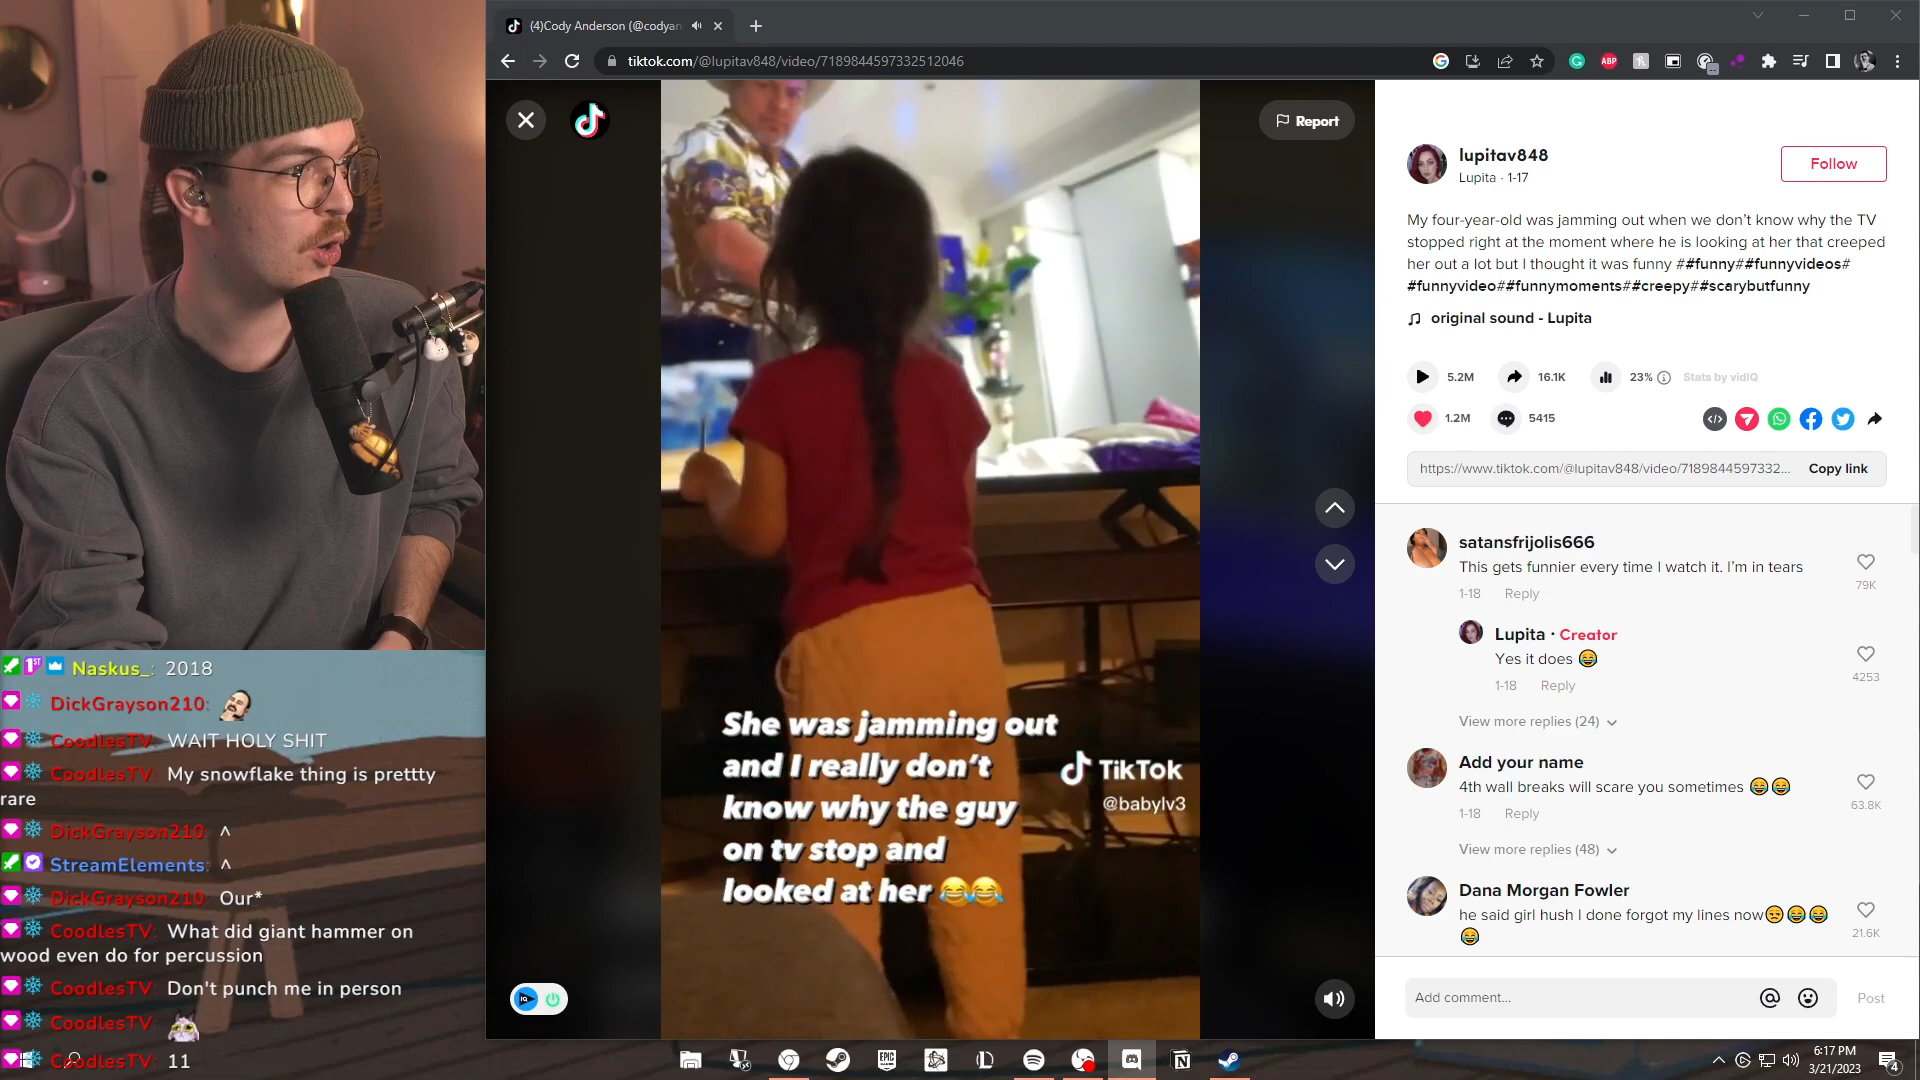 (4)Cody Anderson (@codyan
tiktok.com/@lupitav848/video/7189844597332512046
ABP
Report
lupitav848
Lupita · 1-17
Follow
My four-year-old was jamming out when we don’t know why the TV
stopped right at the moment where he is looking at her that creeped
her out a lot but I thought it was funny ##funny##funnyvideos#
#funnyvideo##funnymoments##creepy##scarybutfunny
original sound - Lupita
5.2M
16.1K
23%
Stats by vidIQ
1.2M
5415
https://www.tiktok.com/@lupitav848/video/7189844597332...
Copy link
satansfrijolis666
This gets funnier every time I watch it. I’m in tears
1-18 Reply
79K
Lupita · Creator
Yes it does 😂
1-18 Reply
4253
View more replies (24)
Add your name
4th wall breaks will scare you sometimes 😂😂
1-18 Reply
63.8K
View more replies (48)
Dana Morgan Fowler
he said girl hush I done forgot my lines now😒😂😂
😂
21.6K
Add comment...
Post
She was jamming out
and I really don’t
know why the guy
on tv stop and
looked at her 😂😂
TikTok
@babylv3
IQ
Naskus_: 2018
DickGrayson210:
CoodlesTV: WAIT HOLY SHIT
CoodlesTV: My snowflake thing is prettty
rare
DickGrayson210: ^
StreamElements: ^
DickGrayson210: Our*
CoodlesTV: What did giant hammer on
wood even do for percussion
CoodlesTV: Don't punch me in person
CoodlesTV:
CoodlesTV: 11
EPIC
6:17 PM
3/21/2023
4